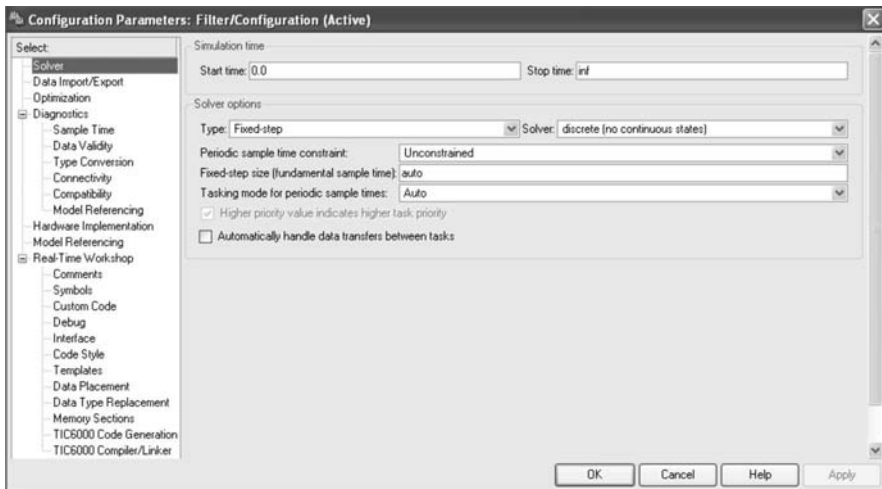 Configuration Parameters: Filter/Configuration (Active)
Select:
Solver
Data Import/Export
Optimization
Diagnostics
Sample Time
Data Validity
Type Conversion
Connectivity
Compatibility
Model Referencing
Hardware Implementation
Model Referencing
Real-Time Workshop
Comments
Symbols
Custom Code
Debug
Interface
Code Style
Templates
Data Placement
Data Type Replacement
Memory Sections
TIC6000 Code Generation
TIC6000 Compiler/Linker
Simulation time
Start time: 0.0 Stop time: inf
Solver options
Type: Fixed-step Solver: discrete (no continuous states)
Periodic sample time constraint: Unconstrained
Fixed-step size (fundamental sample time): auto
Tasking mode for periodic sample times: Auto
Higher priority value indicates higher task priority
Automatically handle data transfers between tasks
OK Cancel Help Apply